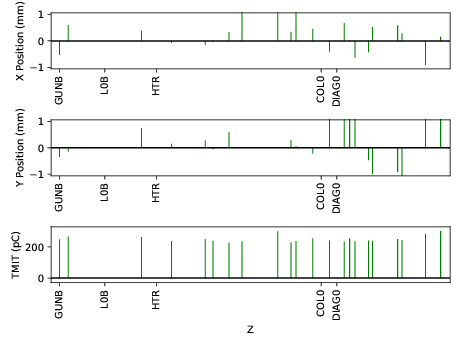 X Position (mm)
1
0
−1
GUNB
L0B
HTR
COL0
DIAG0
Y Position (mm)
1
0
−1
GUNB
L0B
HTR
COL0
DIAG0
TMIT (pC)
200
0
GUNB
L0B
HTR
COL0
DIAG0
Z